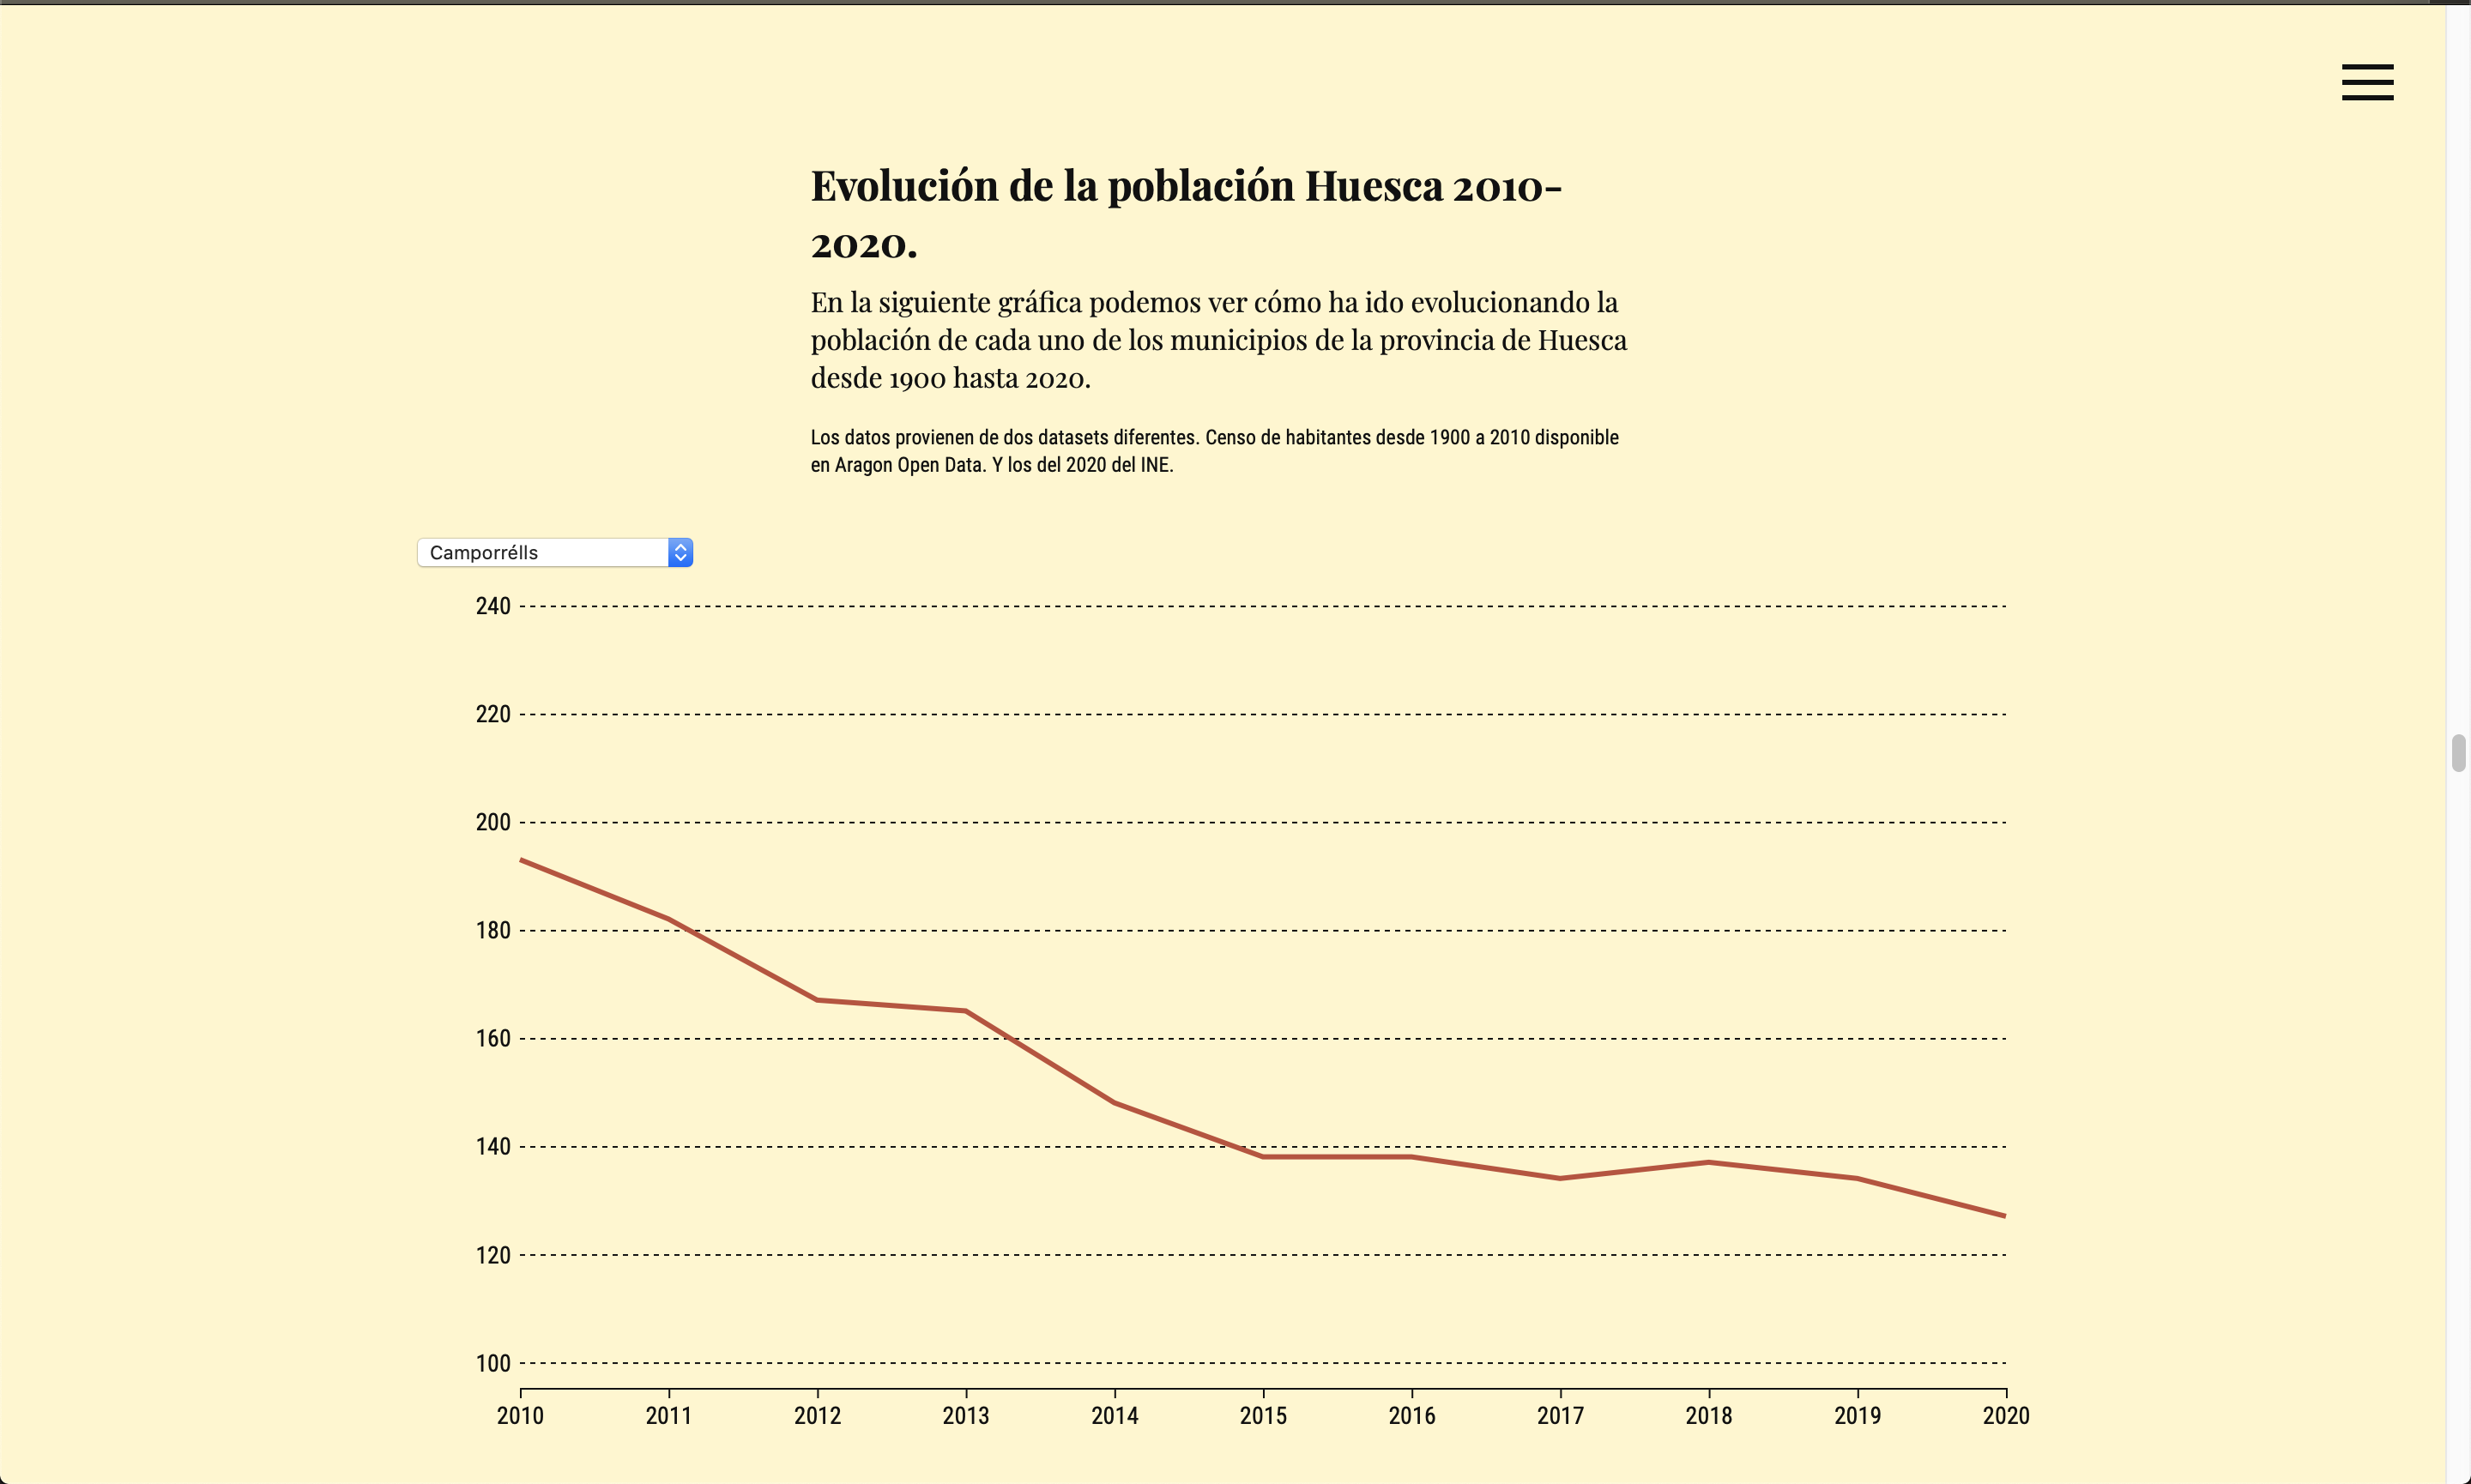 Evolución de la población Huesca 2010-
2020.
En la siguiente gráfica podemos ver cómo ha ido evolucionando la
población de cada uno de los municipios de la provincia de Huesca
desde 1900 hasta 2020.
Los datos provienen de dos datasets diferentes. Censo de habitantes desde 1900 a 2010 disponible
en Aragon Open Data. Y los del 2020 del INE.
Camporrélls
240
220
200
180
160
140
120
100
2010 2011 2012 2013 2014 2015 2016 2017 2018 2019 2020